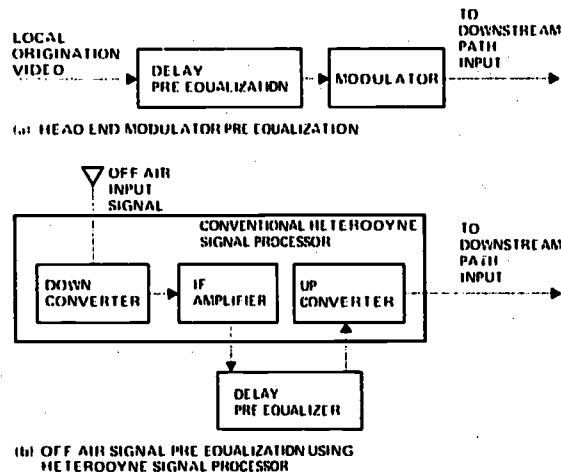 LOCAL
ORIGINATION
VIDEO
DELAY
PRE EQUALIZATION
MODULATOR
TO
DOWNSTREAM
PATH
INPUT
(a) HEAD END MODULATOR PRE EQUALIZATION
OFF AIR
INPUT
SIGNAL
CONVENTIONAL HETERODYNE
SIGNAL PROCESSOR
DOWN
CONVERTER
IF
AMPLIFIER
UP
CONVERTER
TO
DOWNSTREAM
PATH
INPUT
DELAY
PRE EQUALIZER
(b) OFF AIR SIGNAL PRE EQUALIZATION USING
HETERODYNE SIGNAL PROCESSOR